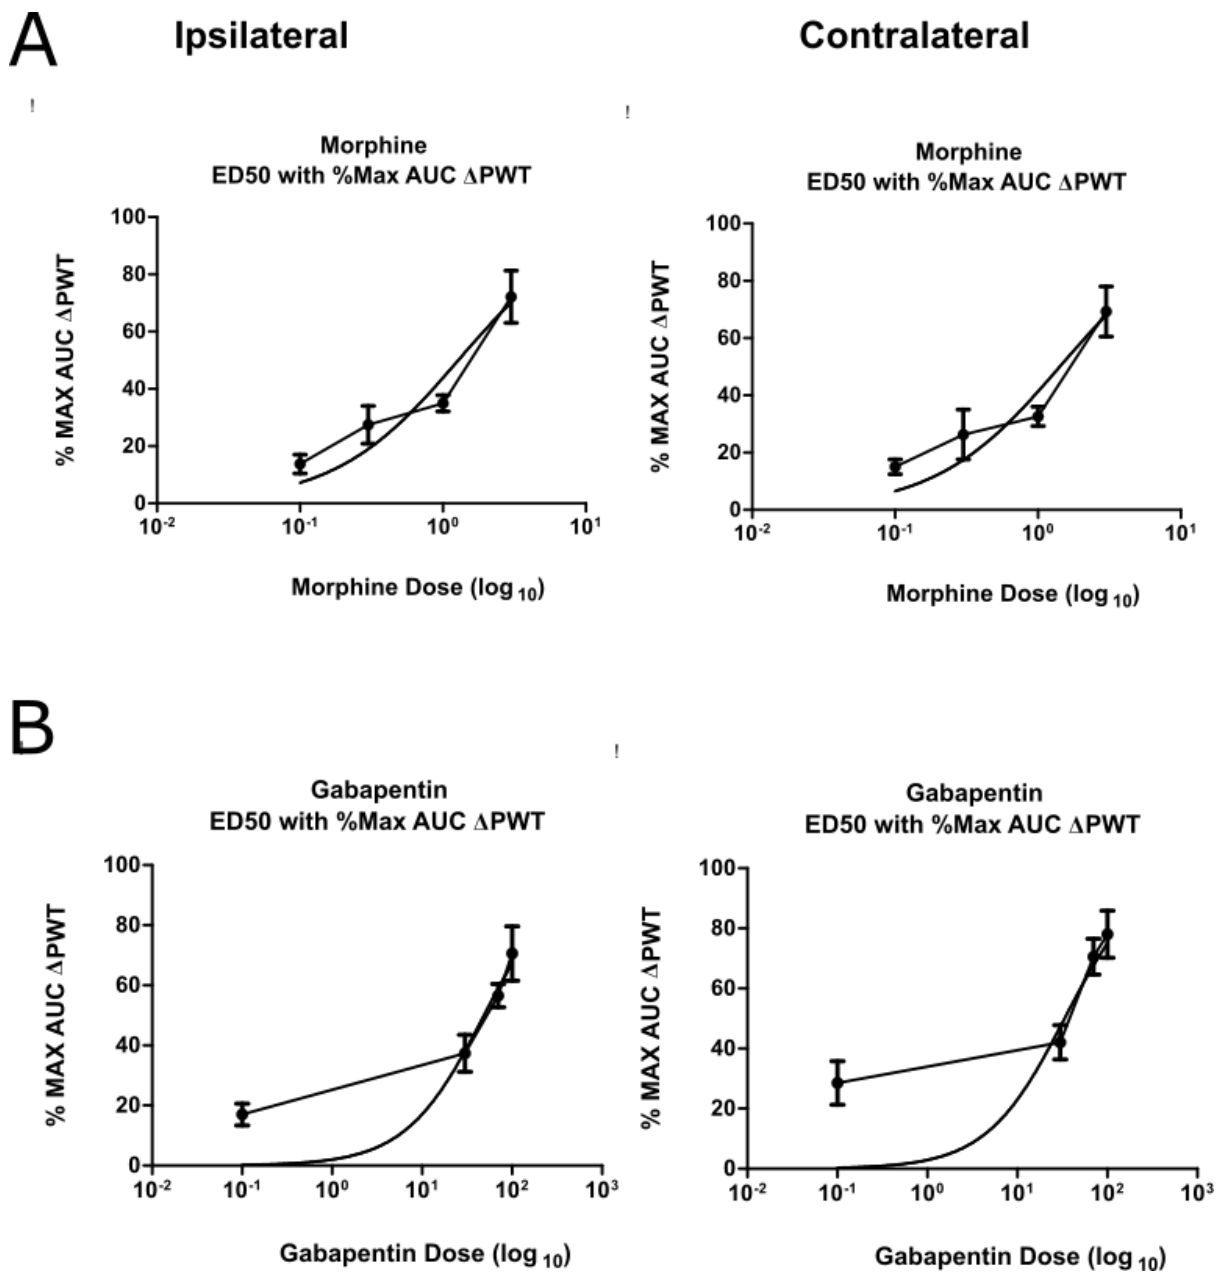 A
Ipsilateral
Contralateral
!
!
Morphine
ED50 with %Max AUC ΔPWT
% MAX AUC ΔPWT
100
80
60
40
20
0
10-2
10-1
100
101
Morphine Dose (log 10)
Morphine
ED50 with %Max AUC ΔPWT
% MAX AUC ΔPWT
100
80
60
40
20
0
10-2
10-1
100
101
Morphine Dose (log 10)
B
!
!
Gabapentin
ED50 with %Max AUC ΔPWT
% MAX AUC ΔPWT
100
80
60
40
20
0
10-2
10-1
100
101
102
103
Gabapentin Dose (log 10)
Gabapentin
ED50 with %Max AUC ΔPWT
% MAX AUC ΔPWT
100
80
60
40
20
0
10-2
10-1
100
101
102
103
Gabapentin Dose (log 10)